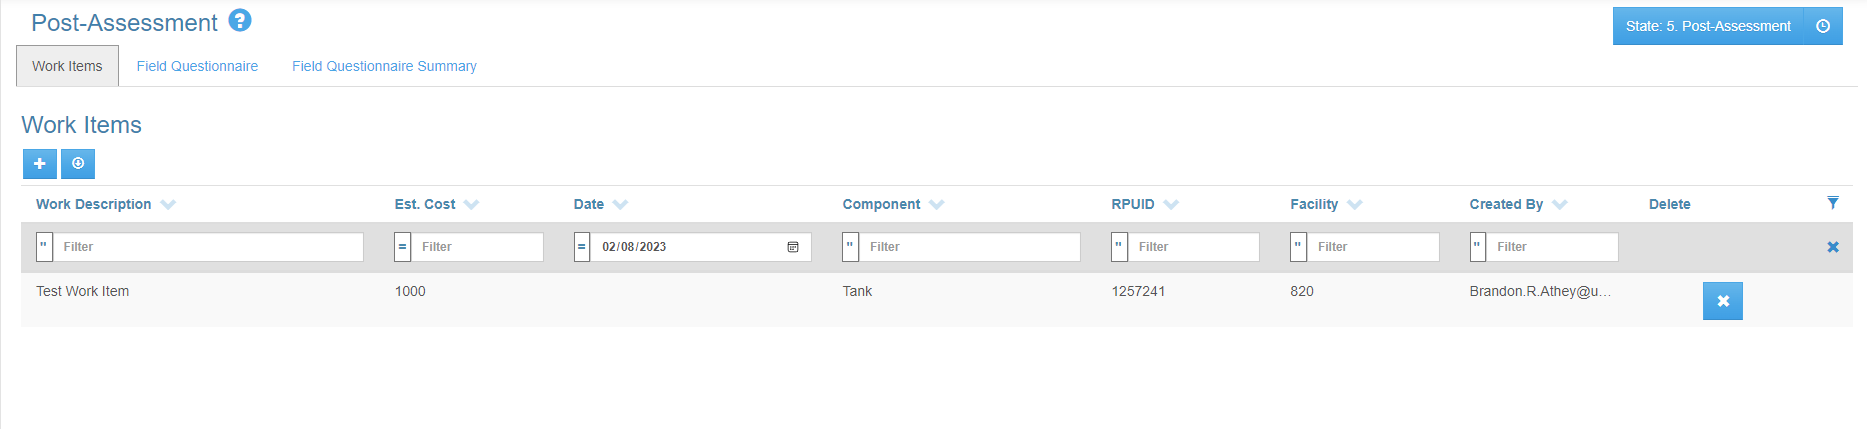 Post-Assessment ?
State: 5. Post-Assessment
Work Items Field Questionnaire Field Questionnaire Summary
Work Items
Work Description Est. Cost Date Component RPUID Facility Created By Delete
" Filter = Filter = 02/08/2023 " Filter " Filter " Filter " Filter
Test Work Item 1000 Tank 1257241 820 Brandon.R.Athey@u...